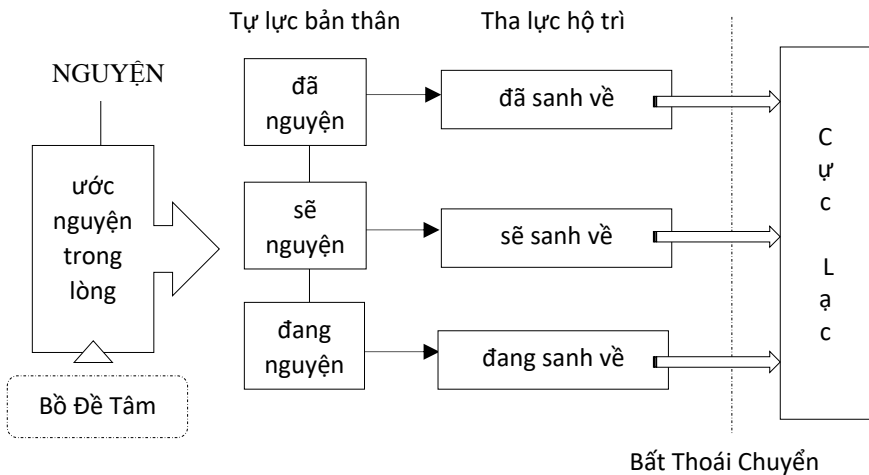 Tự lực bản thân
Tha lực hộ trì
NGUYỆN
ước
nguyện
trong
lòng
Bồ Đề Tâm
đã
nguyện
đã sanh về
sẽ
nguyện
sẽ sanh về
đang
nguyện
đang sanh về
C
ự
c
L
ạ
c
Bất Thoái Chuyển